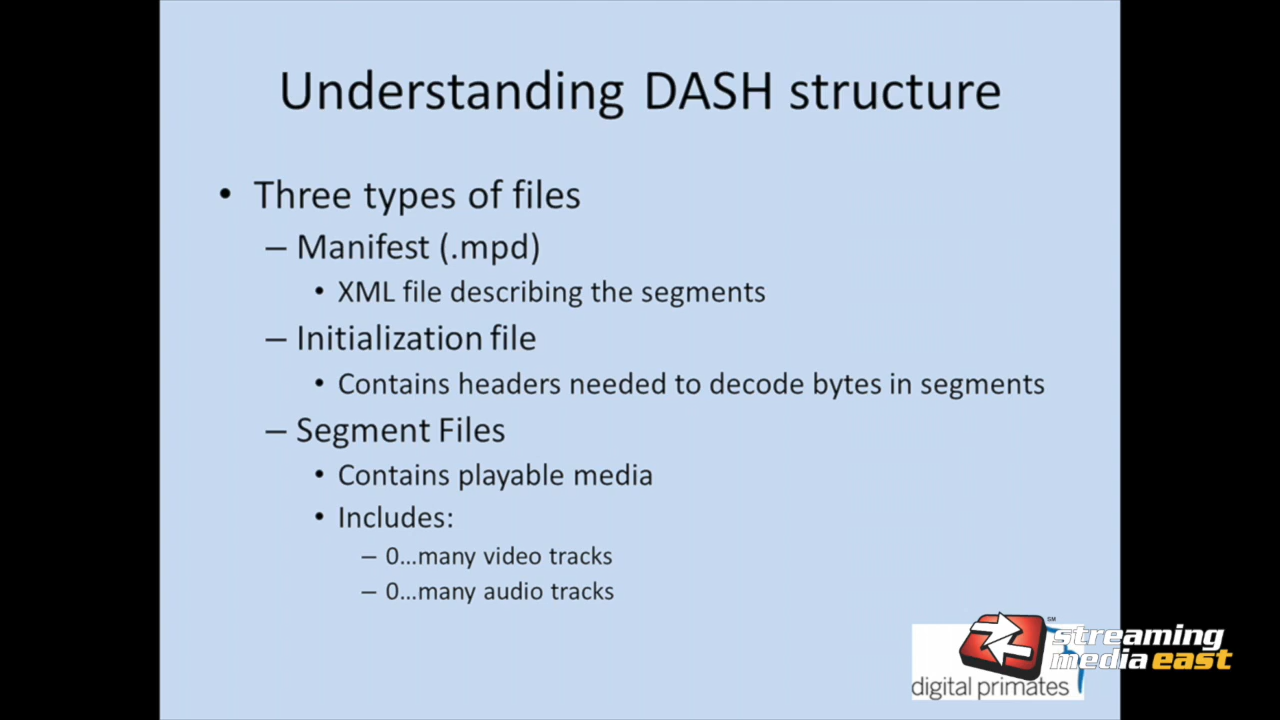 Understanding DASH structure
• Three types of files
– Manifest (.mpd)
• XML file describing the segments
– Initialization file
• Contains headers needed to decode bytes in segments
– Segment Files
• Contains playable media
• Includes:
– 0...many video tracks
– 0...many audio tracks
SM
streaming
media east
digital primates